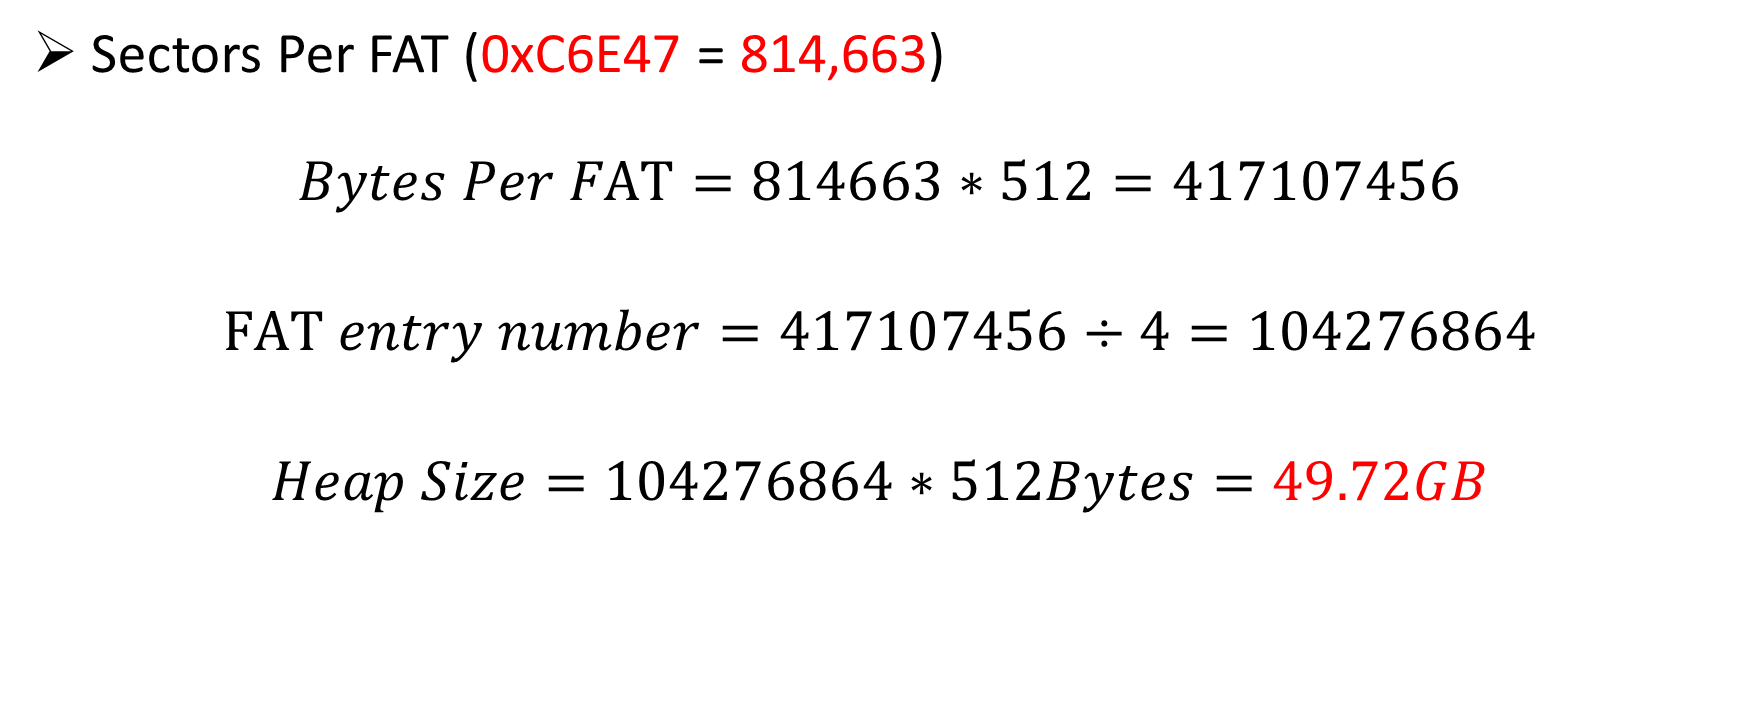 ➢ Sectors Per FAT (0xC6E47 = 814,663)
Bytes Per FAT = 814663 ∗ 512 = 417107456
FAT entry number = 417107456 ÷ 4 = 104276864
Heap Size = 104276864 ∗ 512Bytes = 49.72GB